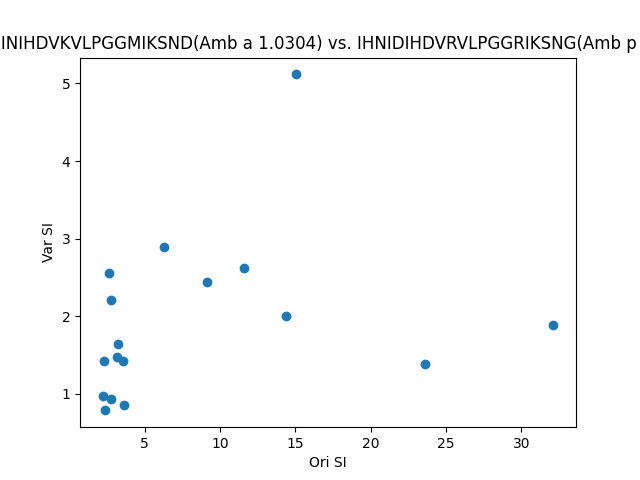 INIHDVKVLPGGMIKSND(Amb a 1.0304) vs. IHNIDIHDVRVLPGGRIKSNG(Amb p
5
4
3
2
1
Var SI
5 10 15 20 25 30
Ori SI